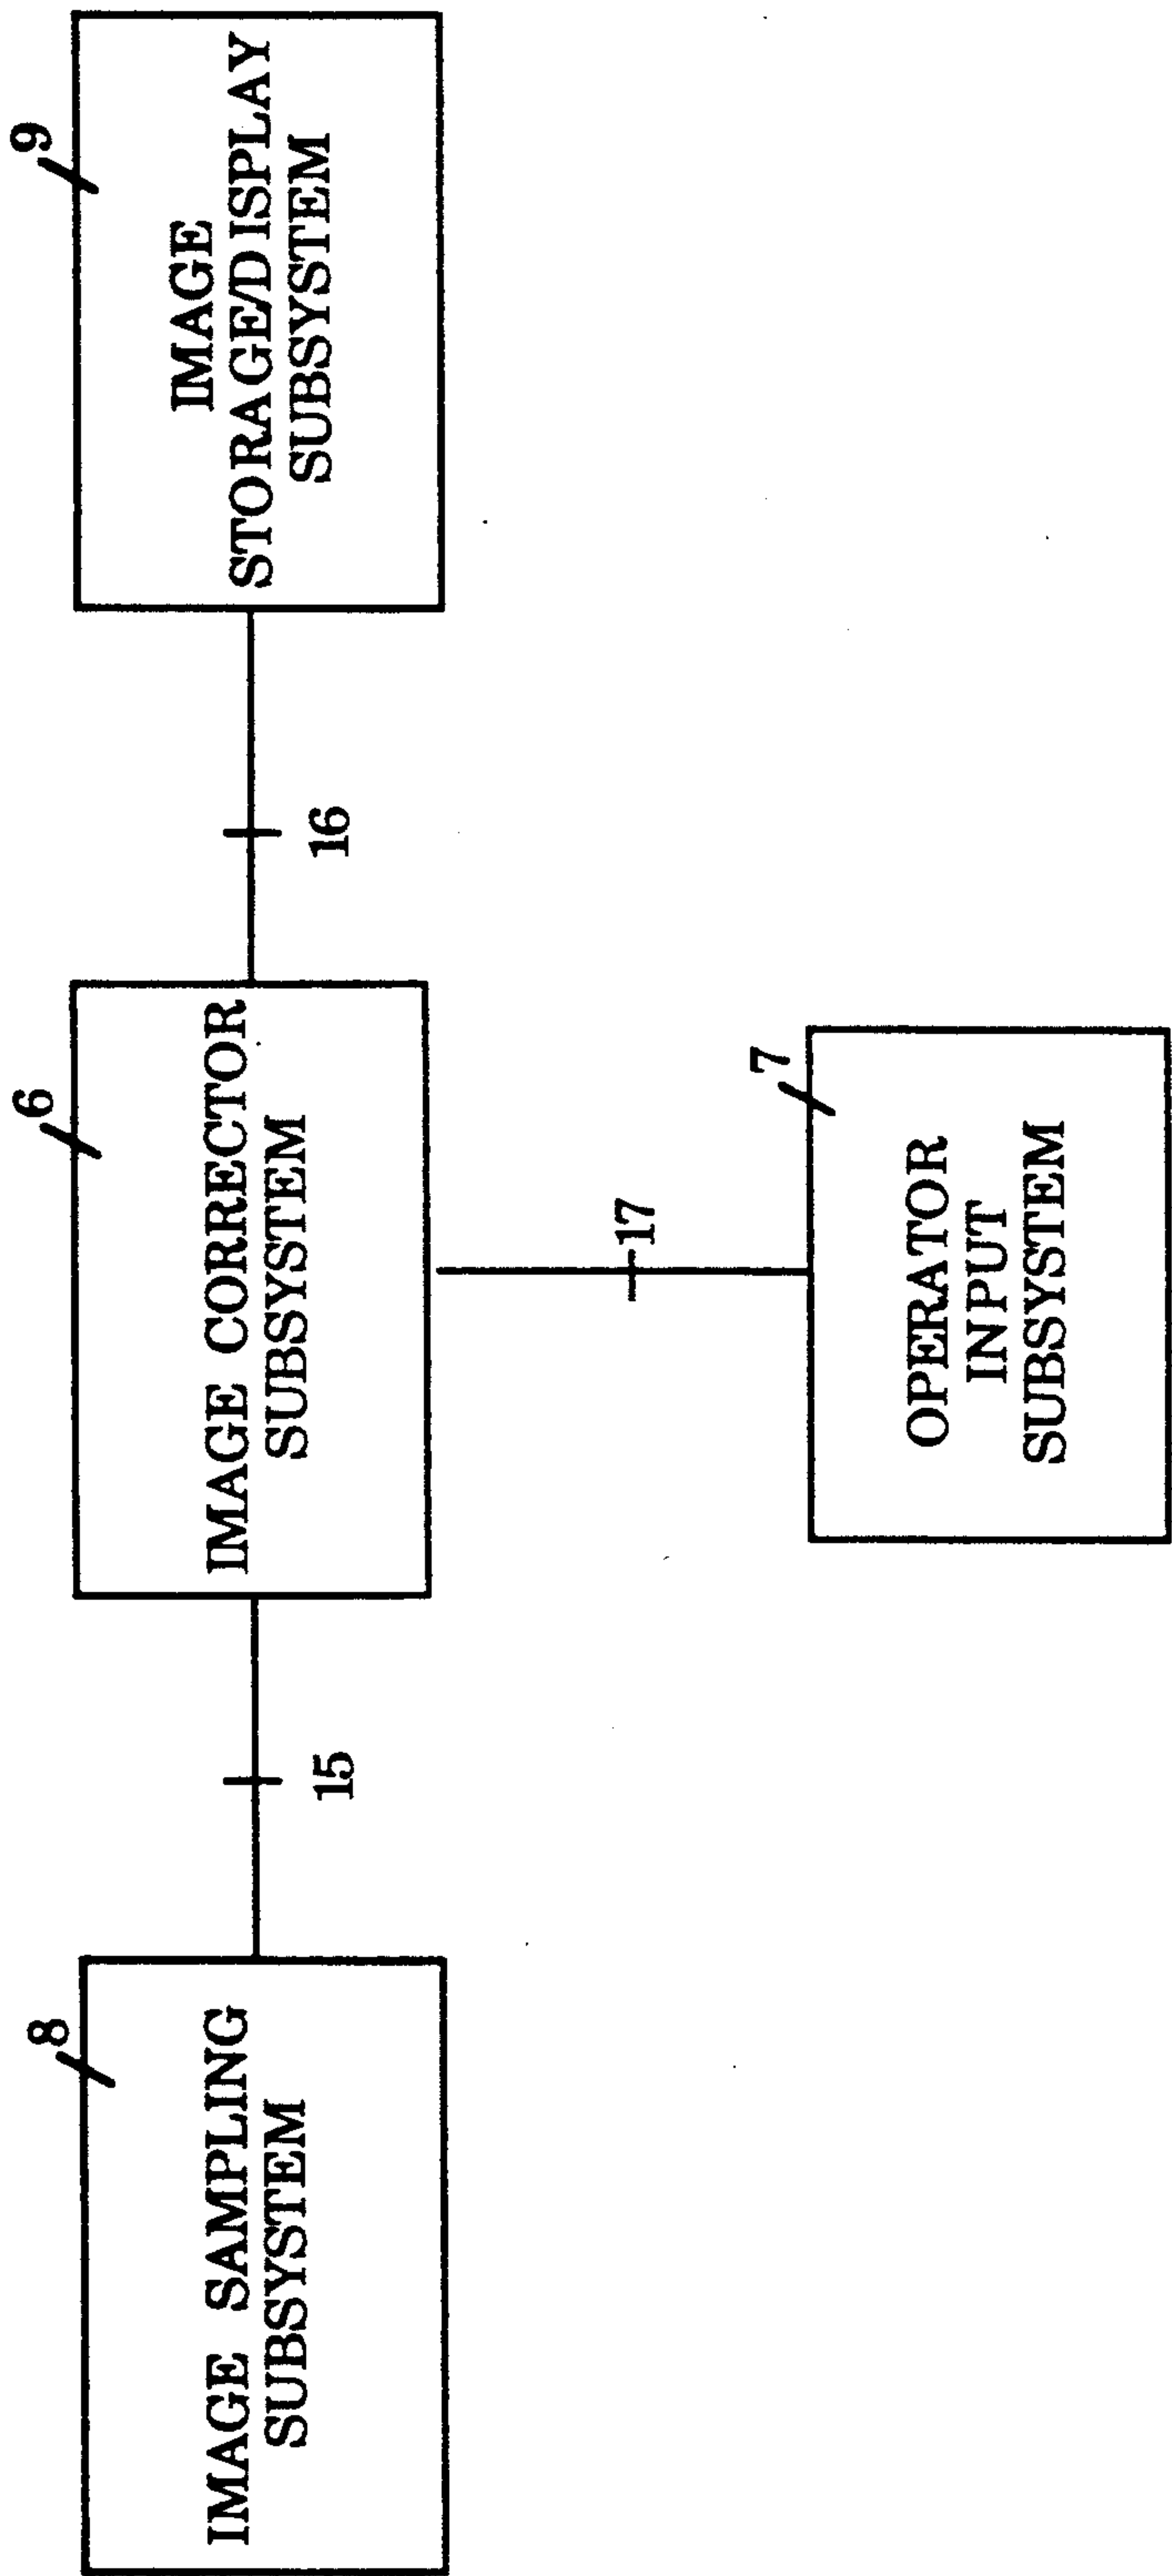 8
IMAGE SAMPLING
SUBSYSTEM
15
6
IMAGE CORRECTOR
SUBSYSTEM
16
9
IMAGE
STORAGE/DISPLAY
SUBSYSTEM
17
7
OPERATOR
INPUT
SUBSYSTEM